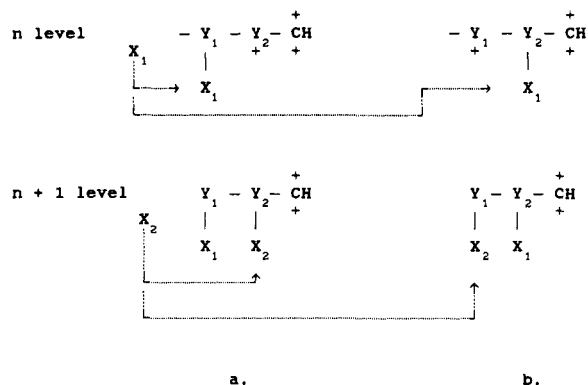 + +
n level X₁ – Y₁ – Y₂ – CH – Y₁ – Y₂ – CH
+ + + +
X₁ X₁
+ +
n + 1 level X₂ Y₁ – Y₂ – CH Y₁ – Y₂ – CH
+ +
X₁ X₂ X₂ X₁
a. b.